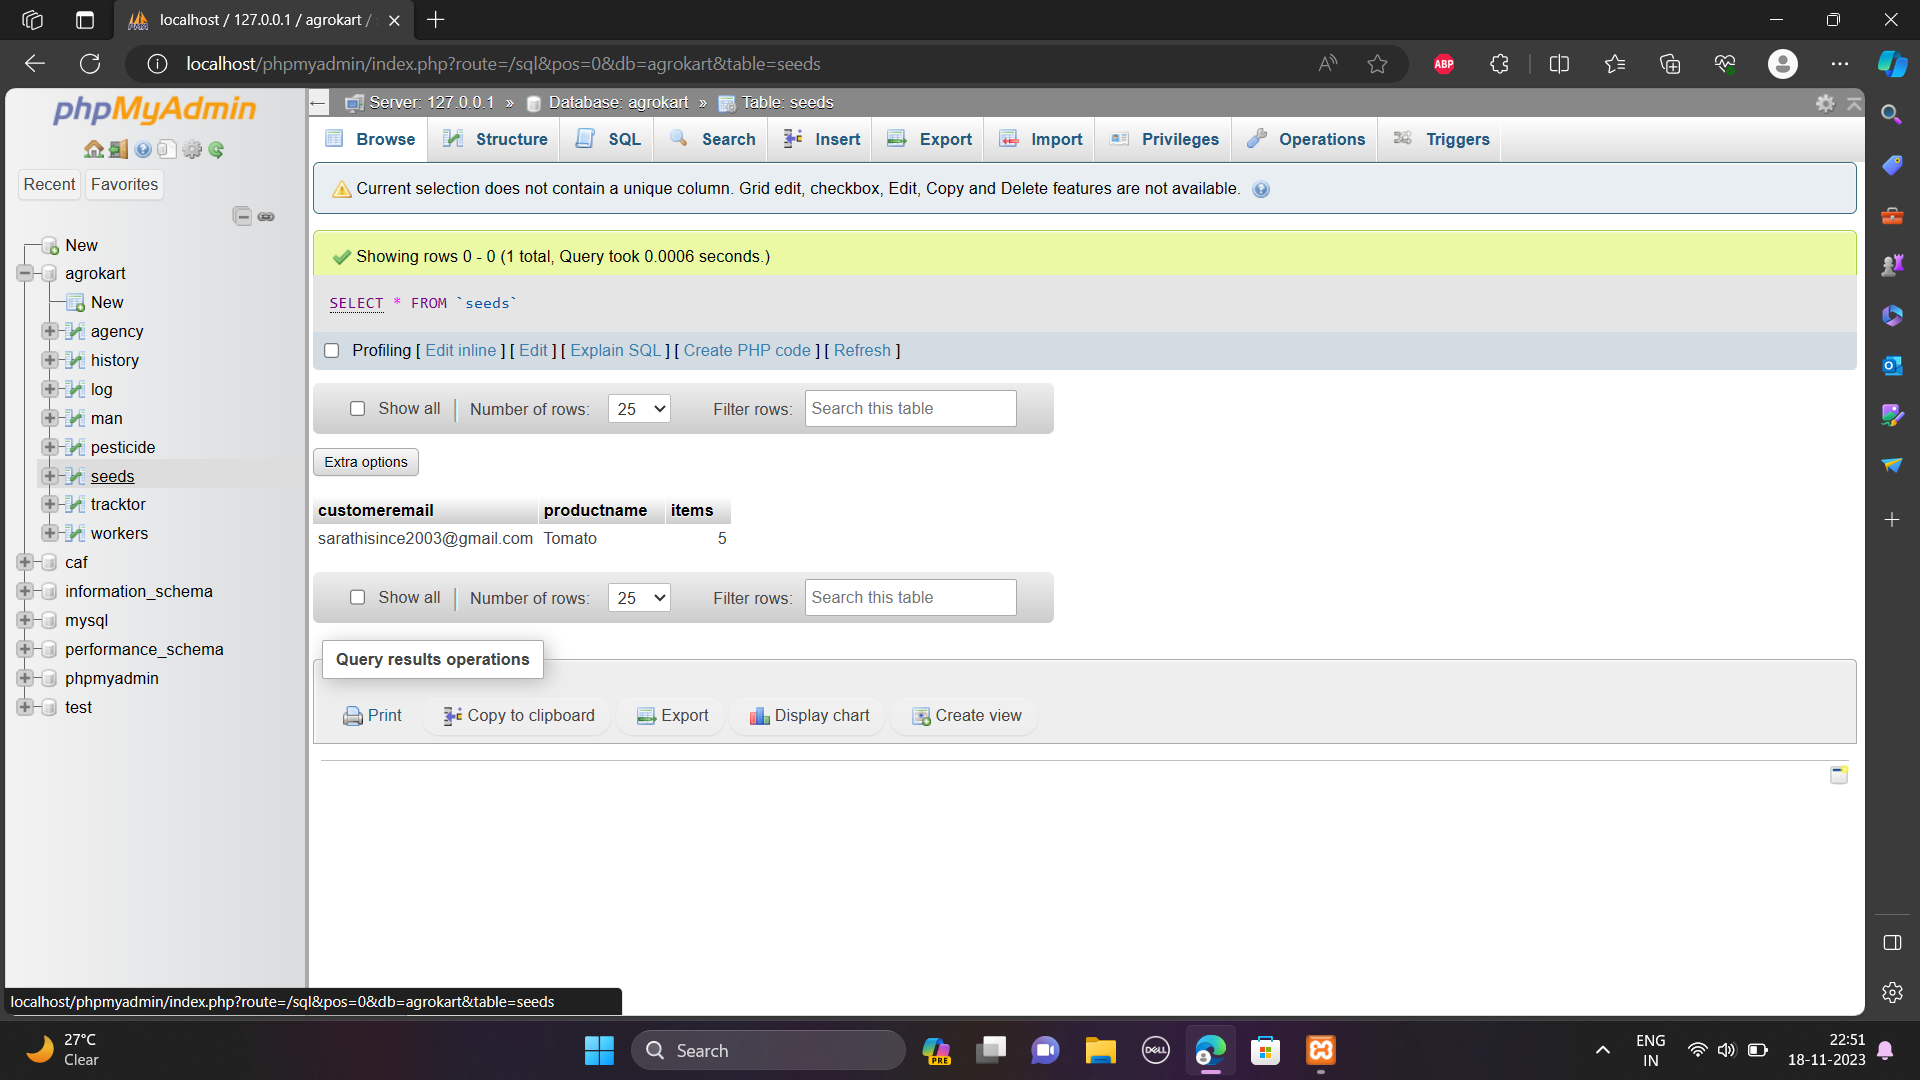 localhost / 127.0.0.1 / agrokart /
localhost/phpmyadmin/index.php?route=/sql&pos=0&db=agrokart&table=seeds
ABP
phpMyAdmin
Recent
Favorites
New
agrokart
New
agency
history
log
man
pesticide
seeds
tracktor
workers
caf
information_schema
mysql
performance_schema
phpmyadmin
test
Server: 127.0.0.1 » Database: agrokart » Table: seeds
Browse Structure SQL Search Insert Export Import Privileges Operations Triggers
Current selection does not contain a unique column. Grid edit, checkbox, Edit, Copy and Delete features are not available.
Showing rows 0 - 0 (1 total, Query took 0.0006 seconds.)
SELECT * FROM `seeds`
Profiling [ Edit inline ] [ Edit ] [ Explain SQL ] [ Create PHP code ] [ Refresh ]
Show all | Number of rows: 25 Filter rows: Search this table
Extra options
customeremail productname items
sarathisince2003@gmail.com Tomato 5
Show all | Number of rows: 25 Filter rows: Search this table
Query results operations
Print Copy to clipboard Export Display chart Create view
localhost/phpmyadmin/index.php?route=/sql&pos=0&db=agrokart&table=seeds
27°C
Clear
Search
PRE
DELL
ENG
IN
22:51
18-11-2023